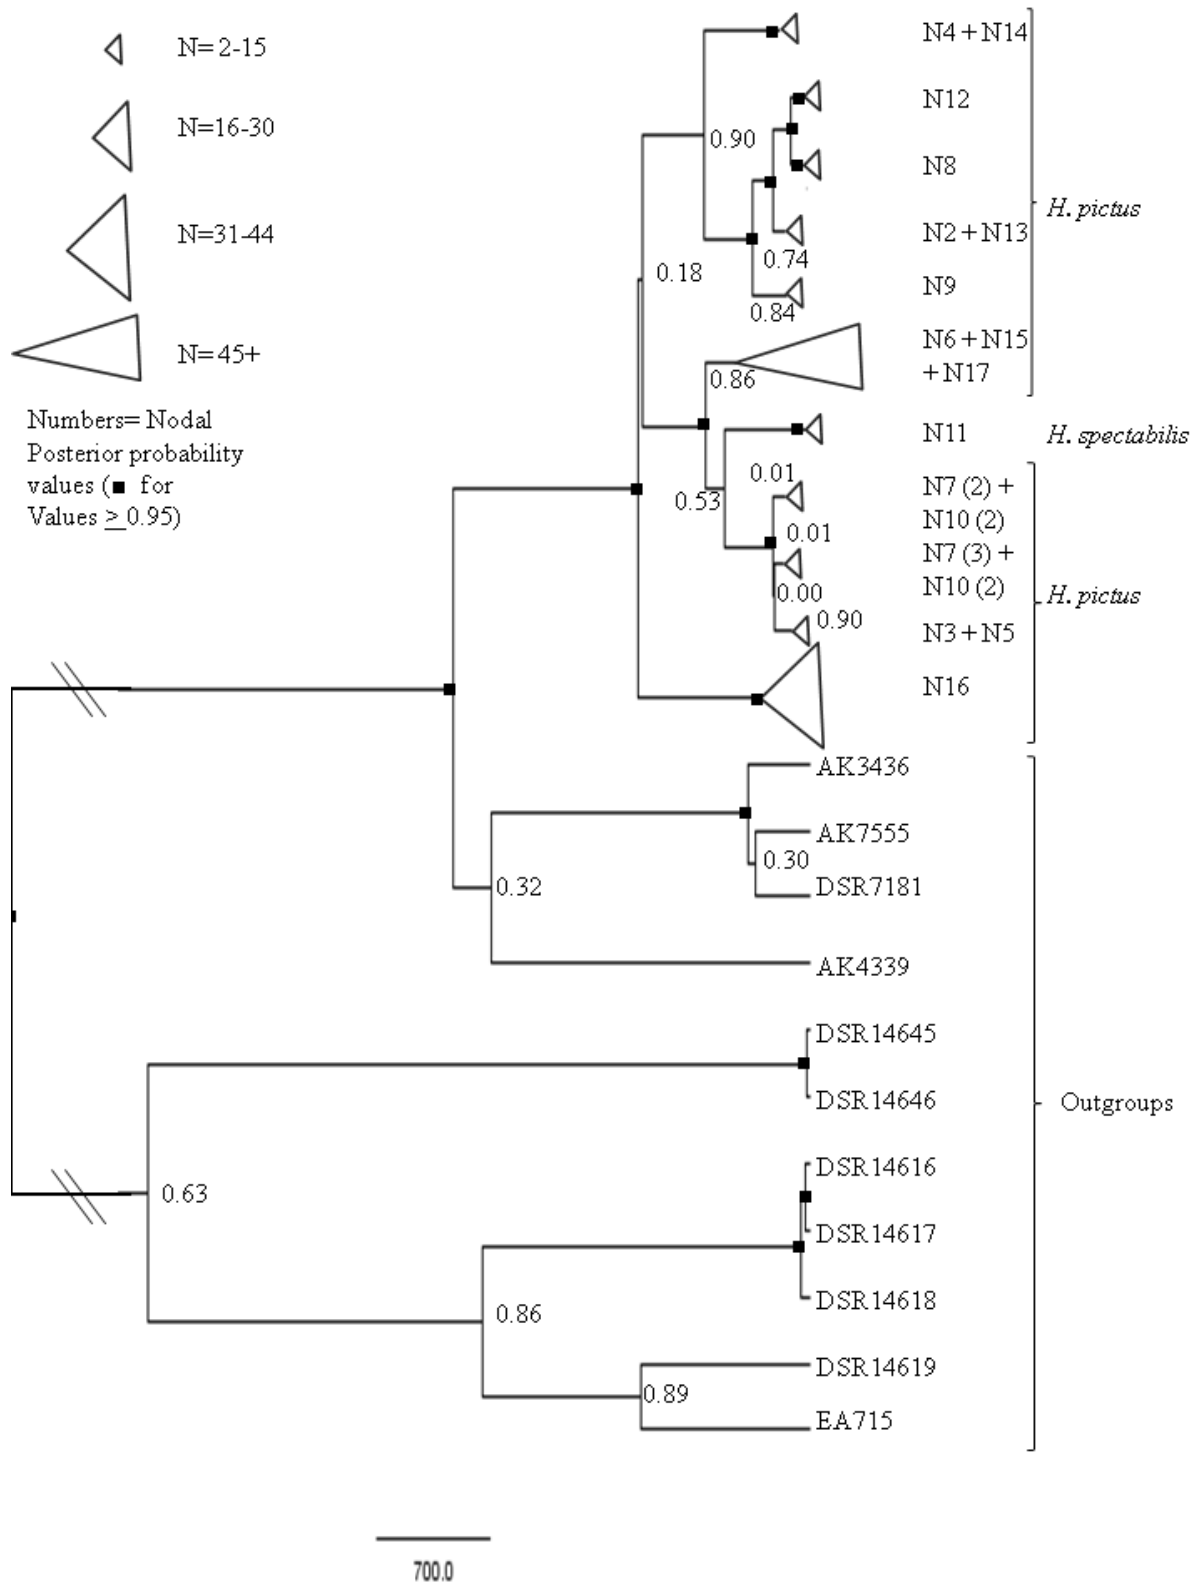 N= 2-15
N=16-30
N=31-44
N= 45+
Numbers= Nodal
Posterior probability
values (■ for
Values ≥ 0.95)
N4 + N14
N12
0.90
N8
H. pictus
N2 + N13
0.74
0.18
N9
0.84
N6 + N15
+ N17
0.86
N11
H. spectabilis
0.01
N7 (2) +
N10 (2)
0.53
0.01
N7 (3) +
N10 (2)
0.00
H. pictus
0.90
N3 + N5
N16
AK3436
AK7555
0.30
DSR7181
0.32
AK4339
DSR14645
DSR14646
Outgroups
DSR14616
0.63
DSR14617
DSR14618
0.86
DSR14619
0.89
EA715
700.0